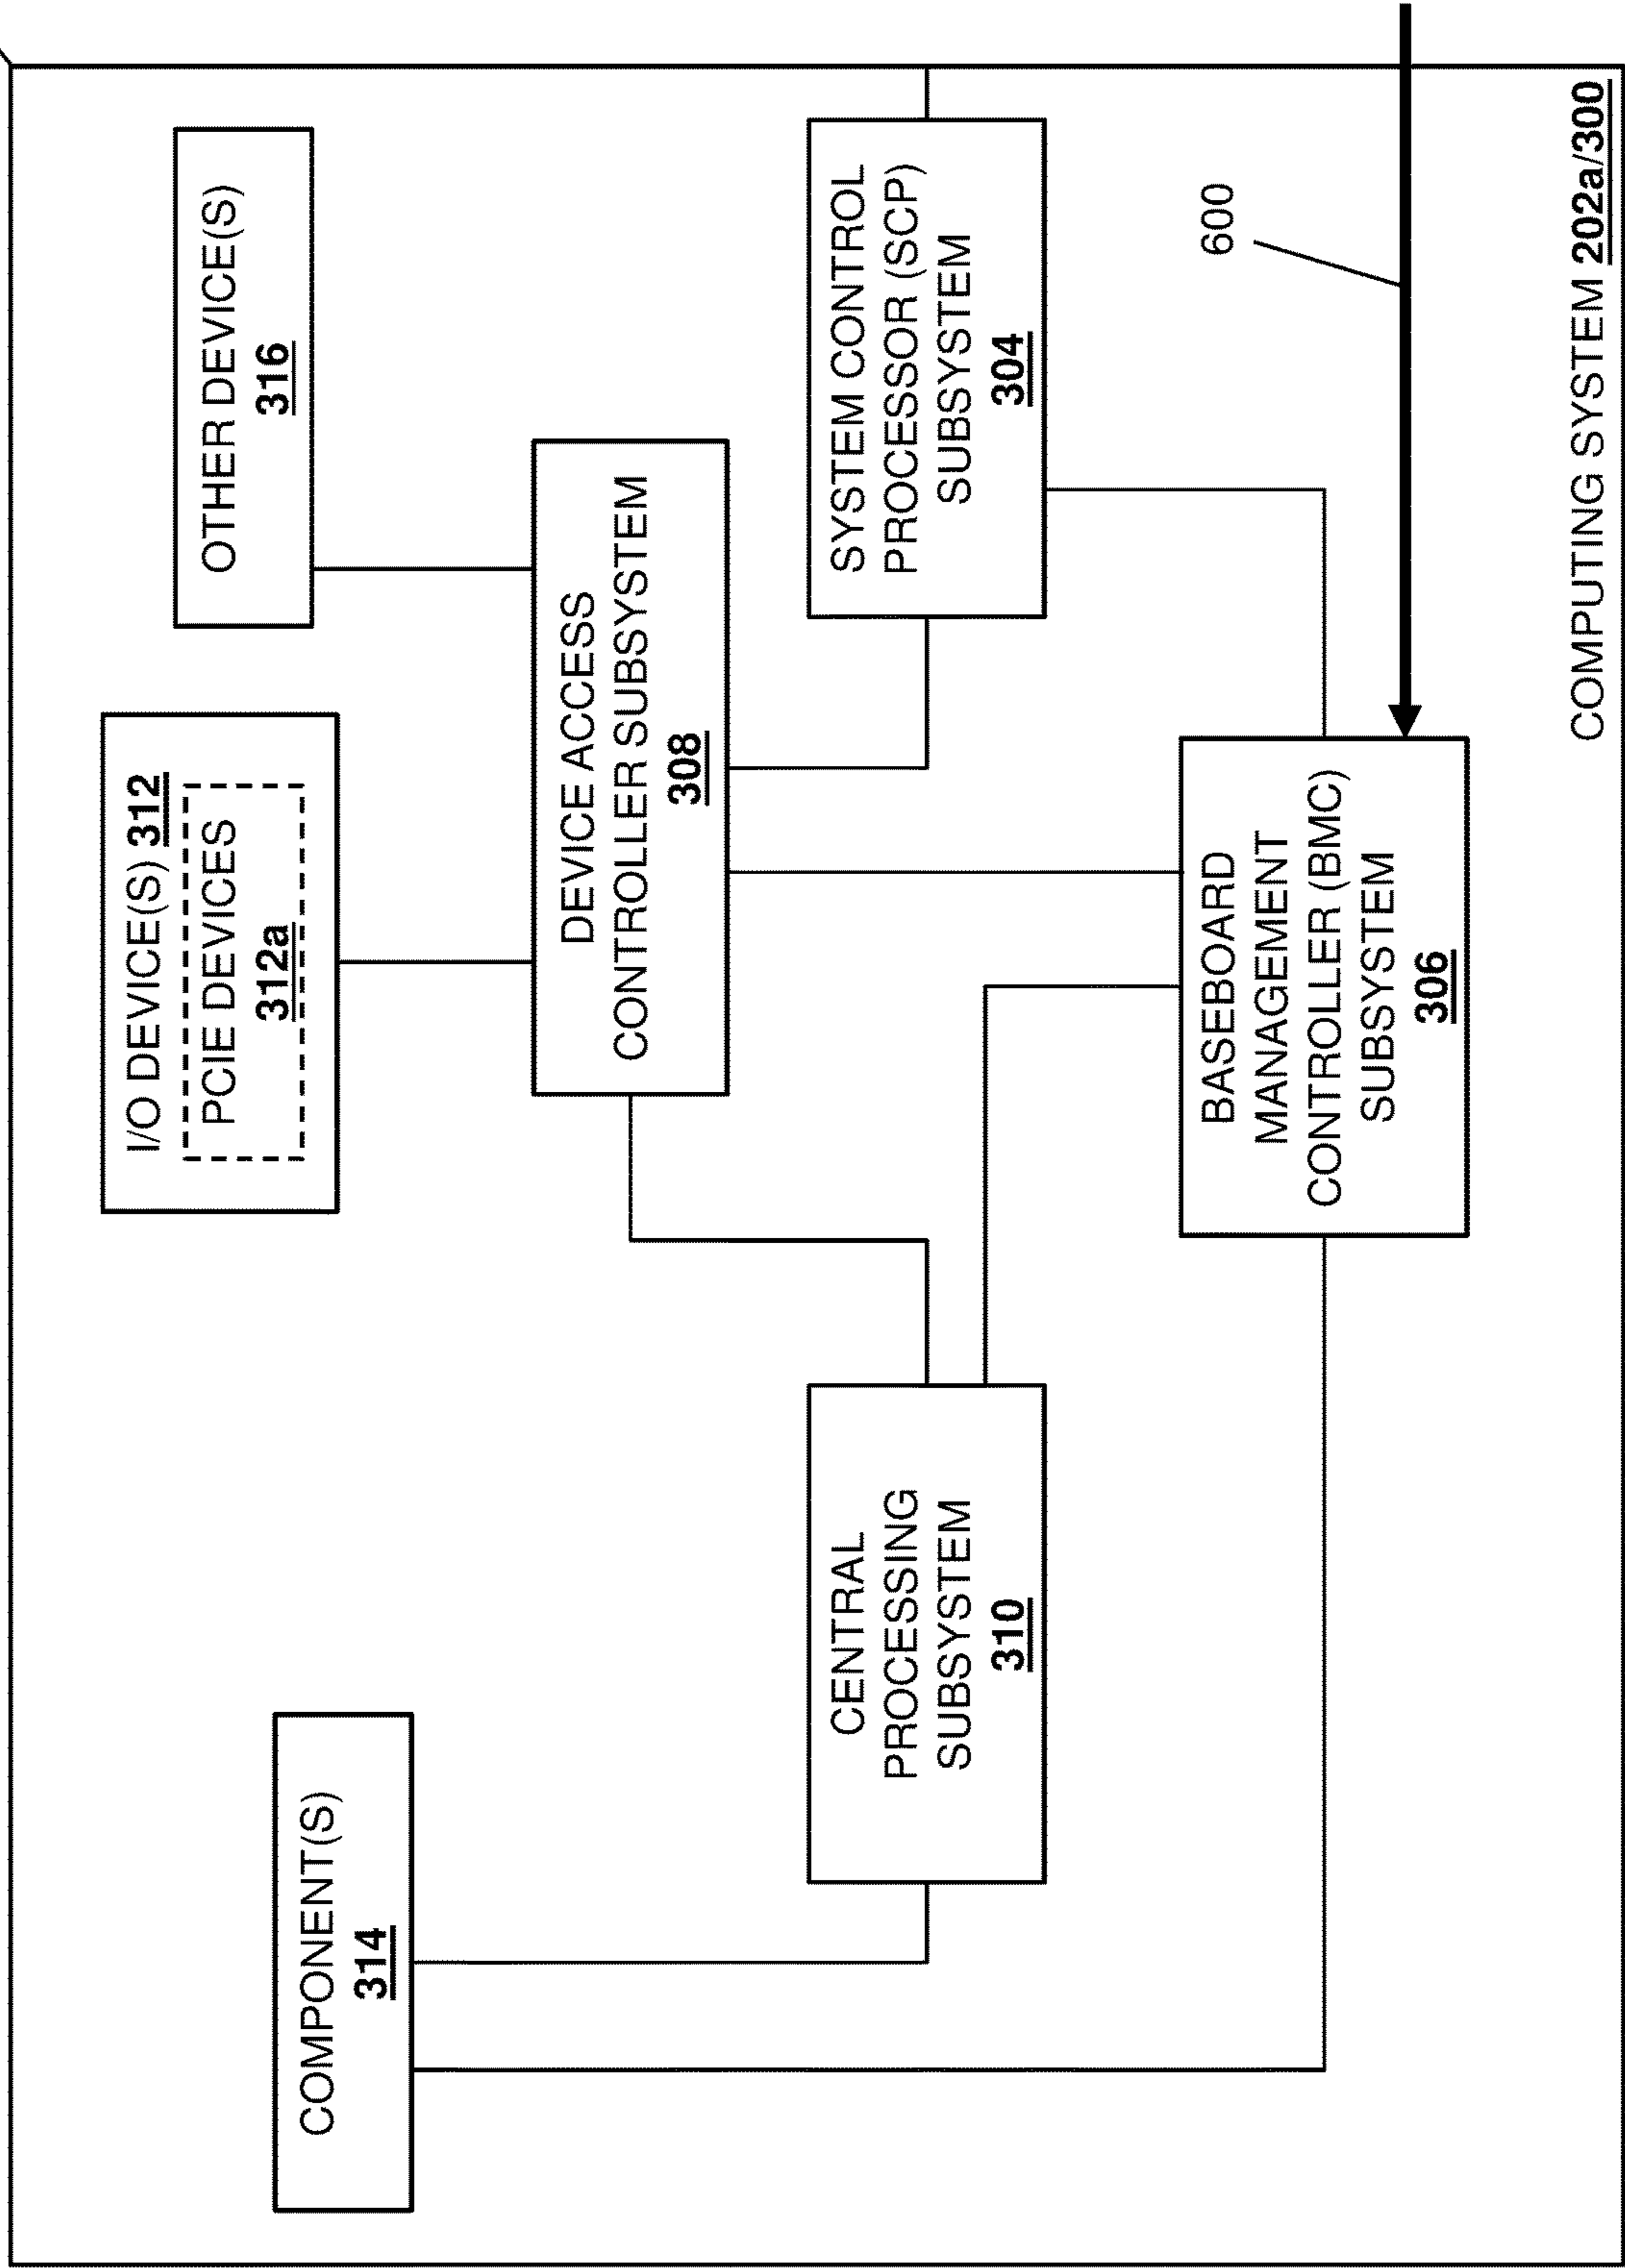 I/O DEVICE(S) 312
PCIE DEVICES
312a
OTHER DEVICE(S)
316
COMPONENT(S)
314
DEVICE ACCESS
CONTROLLER SUBSYSTEM
308
CENTRAL
PROCESSING
SUBSYSTEM
310
SYSTEM CONTROL
PROCESSOR (SCP)
SUBSYSTEM
304
BASEBOARD
MANAGEMENT
CONTROLLER (BMC)
SUBSYSTEM
306
600
COMPUTING SYSTEM 202a/300